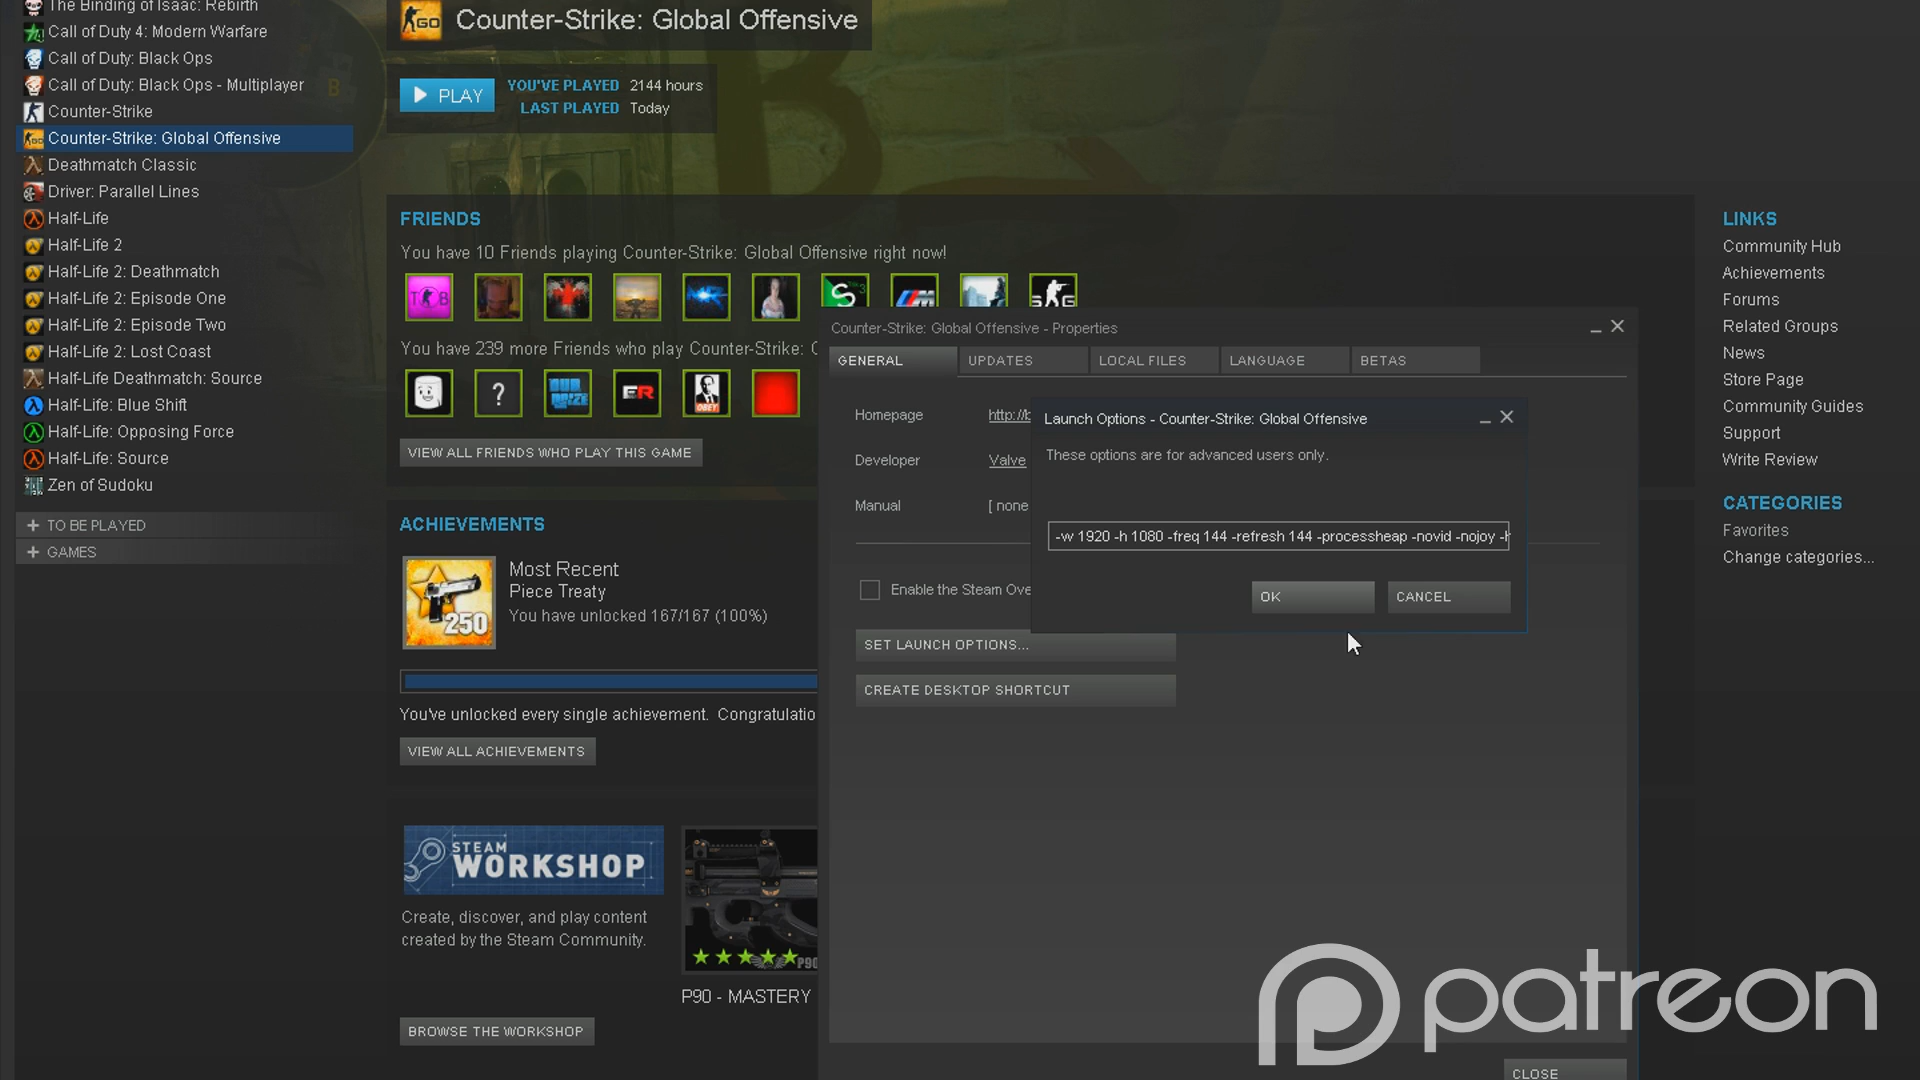 The Binding of Isaac: Rebirth
Call of Duty 4: Modern Warfare
Call of Duty: Black Ops
Call of Duty: Black Ops - Multiplayer
Counter-Strike
Counter-Strike: Global Offensive
Deathmatch Classic
Driver: Parallel Lines
Half-Life
Half-Life 2
Half-Life 2: Deathmatch
Half-Life 2: Episode One
Half-Life 2: Episode Two
Half-Life 2: Lost Coast
Half-Life Deathmatch: Source
Half-Life: Blue Shift
Half-Life: Opposing Force
Half-Life: Source
Zen of Sudoku
+ TO BE PLAYED
+ GAMES
GO Counter-Strike: Global Offensive
PLAY
YOU'VE PLAYED 2144 hours
LAST PLAYED Today
FRIENDS
You have 10 Friends playing Counter-Strike: Global Offensive right now!
You have 239 more Friends who play Counter-Strike:
?
ER
OBEY
VIEW ALL FRIENDS WHO PLAY THIS GAME
ACHIEVEMENTS
250
Most Recent
Piece Treaty
You have unlocked 167/167 (100%)
You've unlocked every single achievement. Congratulatio
VIEW ALL ACHIEVEMENTS
STEAM
WORKSHOP
Create, discover, and play content
created by the Steam Community.
BROWSE THE WORKSHOP
P90
P90 - MASTERY
Counter-Strike: Global Offensive - Properties
GENERAL
UPDATES
LOCAL FILES
LANGUAGE
BETAS
Homepage http://b
Developer Valve
Manual [ none
Enable the Steam Ove
SET LAUNCH OPTIONS...
CREATE DESKTOP SHORTCUT
CLOSE
Launch Options - Counter-Strike: Global Offensive
These options are for advanced users only.
-w 1920 -h 1080 -freq 144 -refresh 144 -processheap -novid -nojoy -h
OK
CANCEL
LINKS
Community Hub
Achievements
Forums
Related Groups
News
Store Page
Community Guides
Support
Write Review
CATEGORIES
Favorites
Change categories...
patreon